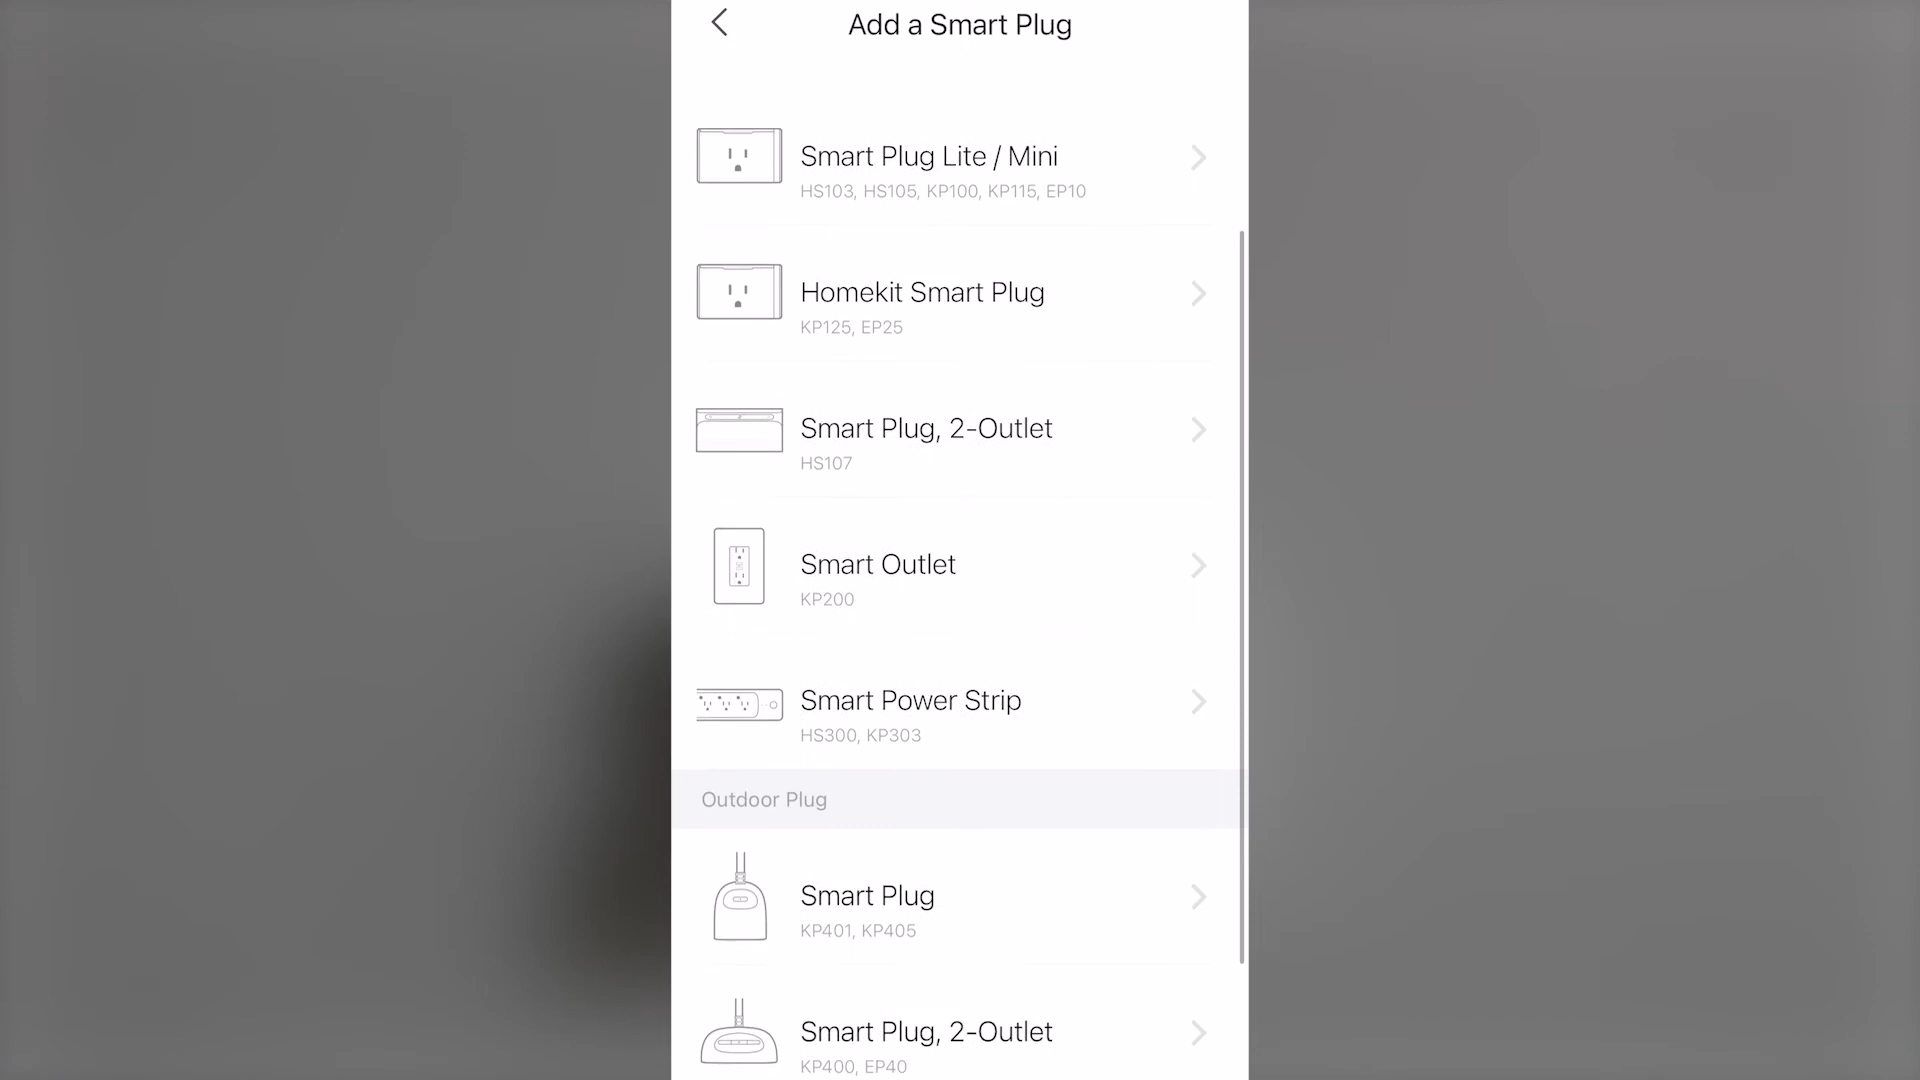 Add a Smart Plug
Smart Plug Lite / Mini
HS103, HS105, KP100, KP115, EP10
Homekit Smart Plug
KP125, EP25
Smart Plug, 2-Outlet
HS107
Smart Outlet
KP200
Smart Power Strip
HS300, KP303
Outdoor Plug
Smart Plug
KP401, KP405
Smart Plug, 2-Outlet
KP400, EP40